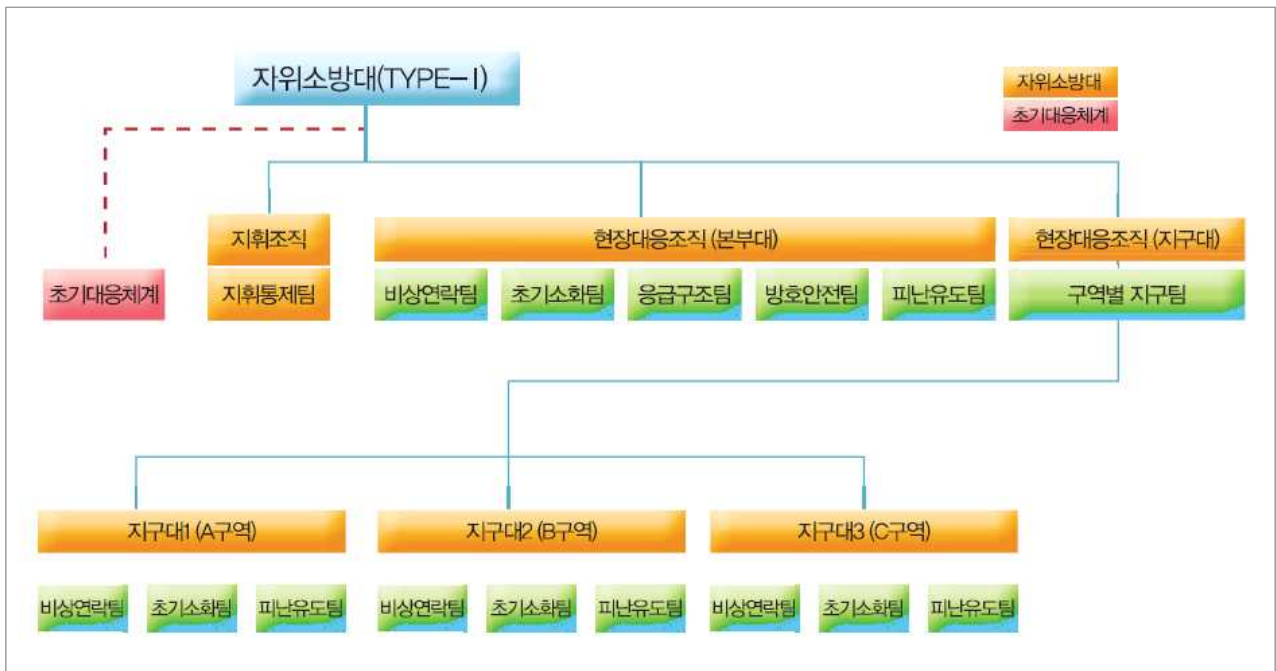 자위소방대(TYPE-Ⅰ)
자위소방대
초기대응체계
지휘조직
현장대응조직 (본부대)
현장대응조직 (지구대)
초기대응체계
지휘통제팀
비상연락팀
초기소화팀
응급구조팀
방호안전팀
피난유도팀
구역별 지구팀
지구대1 (A구역)
지구대2 (B구역)
지구대3 (C구역)
비상연락팀
초기소화팀
피난유도팀
비상연락팀
초기소화팀
피난유도팀
비상연락팀
초기소화팀
피난유도팀